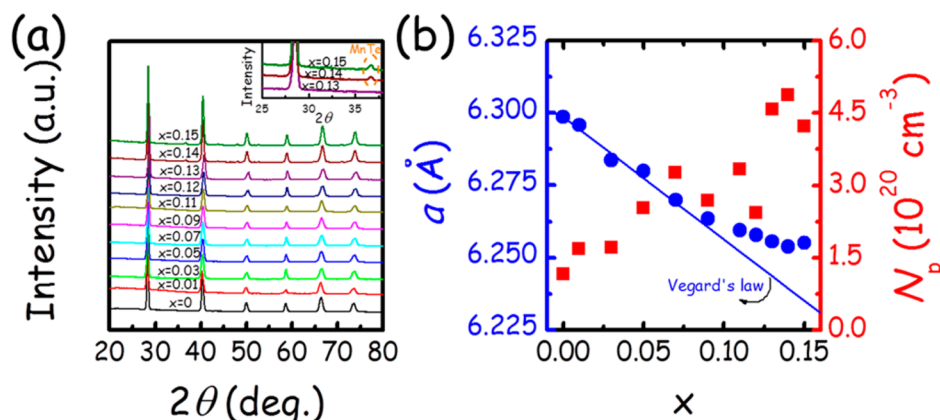 (a)
Intensity (a.u.)
Intensity
MnTe
x=0.15
x=0.14
x=0.13
25 30 35
2θ
x=0.15
x=0.14
x=0.13
x=0.12
x=0.11
x=0.09
x=0.07
x=0.05
x=0.03
x=0.01
x=0
20 30 40 50 60 70 80
2θ (deg.)
(b)
a (Å)
6.325
6.300
6.275
6.250
6.225
Vegard's law
0.00 0.05 0.10 0.15
x
6.0
4.5
3.0
1.5
0.0
Np (10²⁰ cm⁻³)